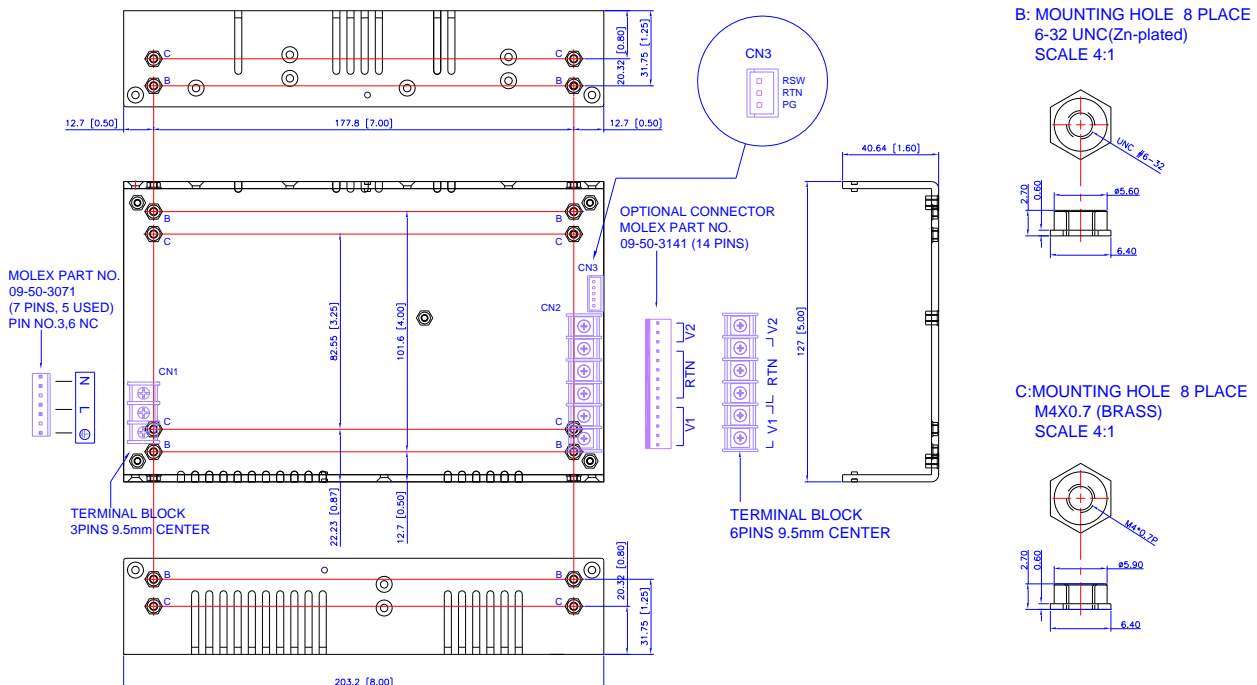 C
C
B
B
20.32 [0.80]
31.75 [1.25]
12.7 [0.50]
177.8 [7.00]
12.7 [0.50]
CN3
RSW
RTN
PG
B: MOUNTING HOLE 8 PLACE
6-32 UNC(Zn-plated)
SCALE 4:1
UNC #6-32
2.70
0.60
ø5.60
6.40
40.64 [1.60]
127 [5.00]
OPTIONAL CONNECTOR
MOLEX PART NO.
09-50-3141 (14 PINS)
B
B
C
C
CN3
CN2
MOLEX PART NO.
09-50-3071
(7 PINS, 5 USED)
PIN NO.3,6 NC
N
L
CN1
82.55 [3.25]
101.6 [4.00]
V2
RTN
V1
V2
RTN
V1
C
C
B
B
22.23 [0.87]
12.7 [0.50]
TERMINAL BLOCK
3PINS 9.5mm CENTER
TERMINAL BLOCK
6PINS 9.5mm CENTER
C:MOUNTING HOLE 8 PLACE
M4X0.7 (BRASS)
SCALE 4:1
M4*0.7P
2.70
0.60
ø5.90
6.40
B
B
C
C
20.32 [0.80]
31.75 [1.25]
203.2 [8.00]